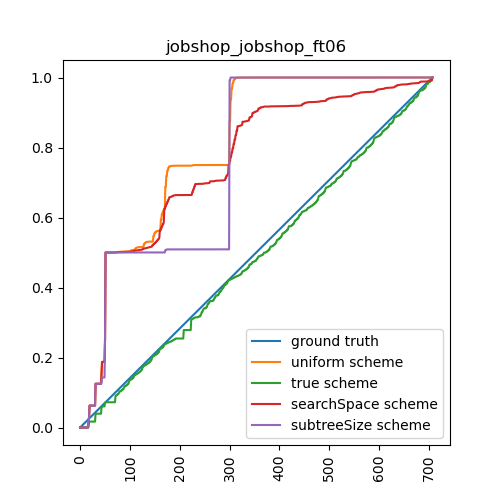 jobshop_jobshop_ft06
1.0
0.8
0.6
0.4
0.2
0.0
ground truth
uniform scheme
true scheme
searchSpace scheme
subtreeSize scheme
0 100 200 300 400 500 600 700